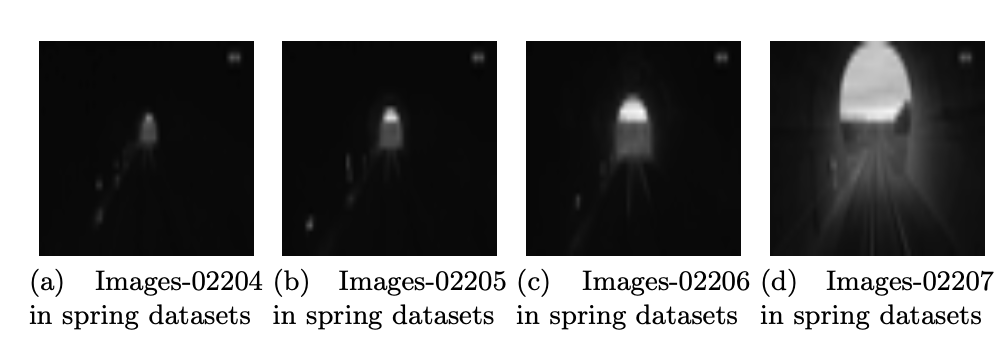 (a) Images-02204 (b) Images-02205 (c) Images-02206 (d) Images-02207
in spring datasets in spring datasets in spring datasets in spring datasets